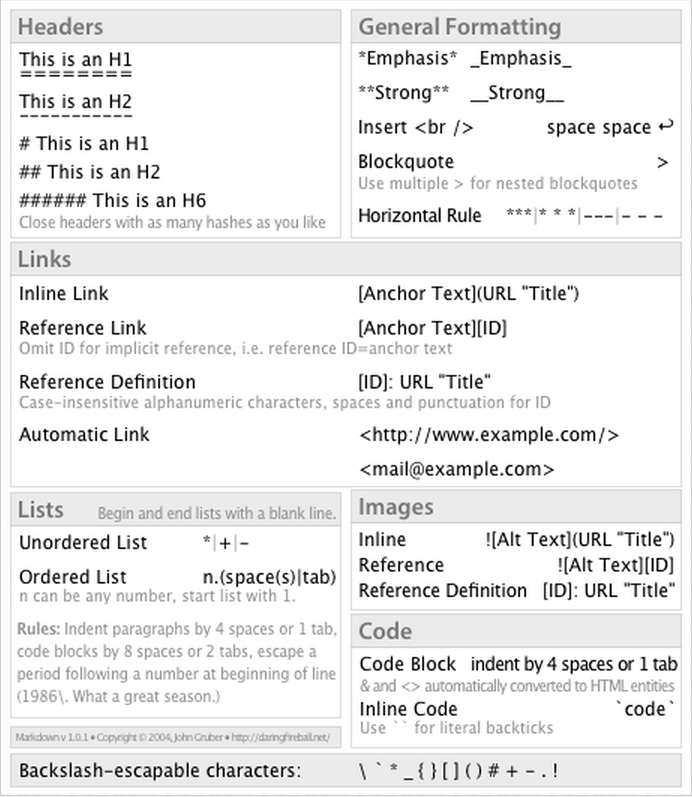 Headers
This is an H1
========
This is an H2
-----------
# This is an H1
## This is an H2
###### This is an H6
Close headers with as many hashes as you like
General Formatting
*Emphasis* _Emphasis_
**Strong** __Strong__
Insert <br /> space space ↩
Blockquote >
Use multiple > for nested blockquotes
Horizontal Rule ***|* * *|---|- - -
Links
Inline Link [Anchor Text](URL "Title")
Reference Link [Anchor Text][ID]
Omit ID for implicit reference, i.e. reference ID=anchor text
Reference Definition [ID]: URL "Title"
Case-insensitive alphanumeric characters, spaces and punctuation for ID
Automatic Link <http://www.example.com/>
<mail@example.com>
Lists Begin and end lists with a blank line.
Unordered List *|+|-
Ordered List n.(space(s)|tab)
n can be any number, start list with 1.
Rules: Indent paragraphs by 4 spaces or 1 tab,
code blocks by 8 spaces or 2 tabs, escape a
period following a number at beginning of line
(1986\. What a great season.)
Markdown v 1.0.1 • Copyright © 2004, John Gruber • http://daringfireball.net/
Images
Inline ![Alt Text](URL "Title")
Reference ![Alt Text][ID]
Reference Definition [ID]: URL "Title"
Code
Code Block indent by 4 spaces or 1 tab
& and <> automatically converted to HTML entities
Inline Code `code`
Use `` for literal backticks
Backslash-escapable characters: \ ` * _ { } [ ] ( ) # + - . !